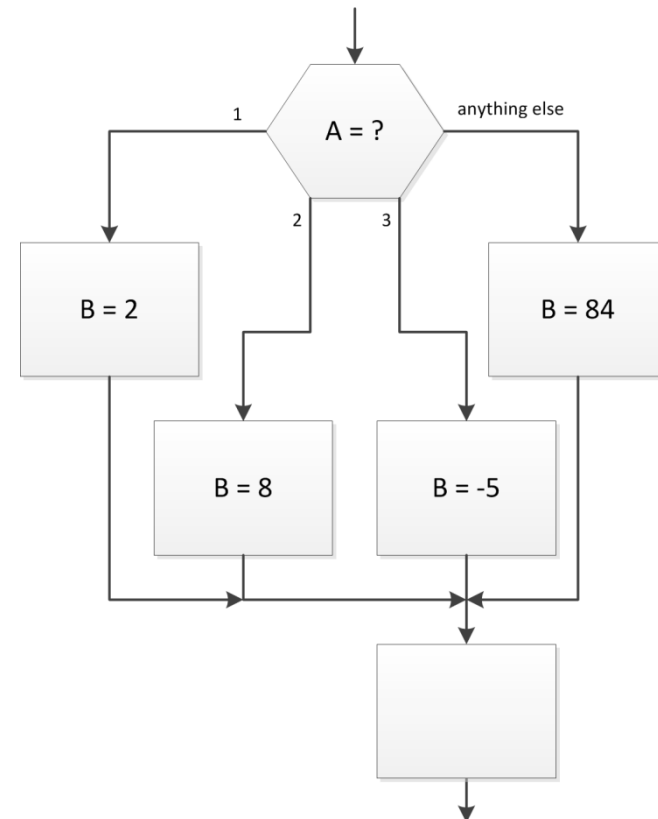 A = ?
1
anything else
2
3
B = 2
B = 84
B = 8
B = -5